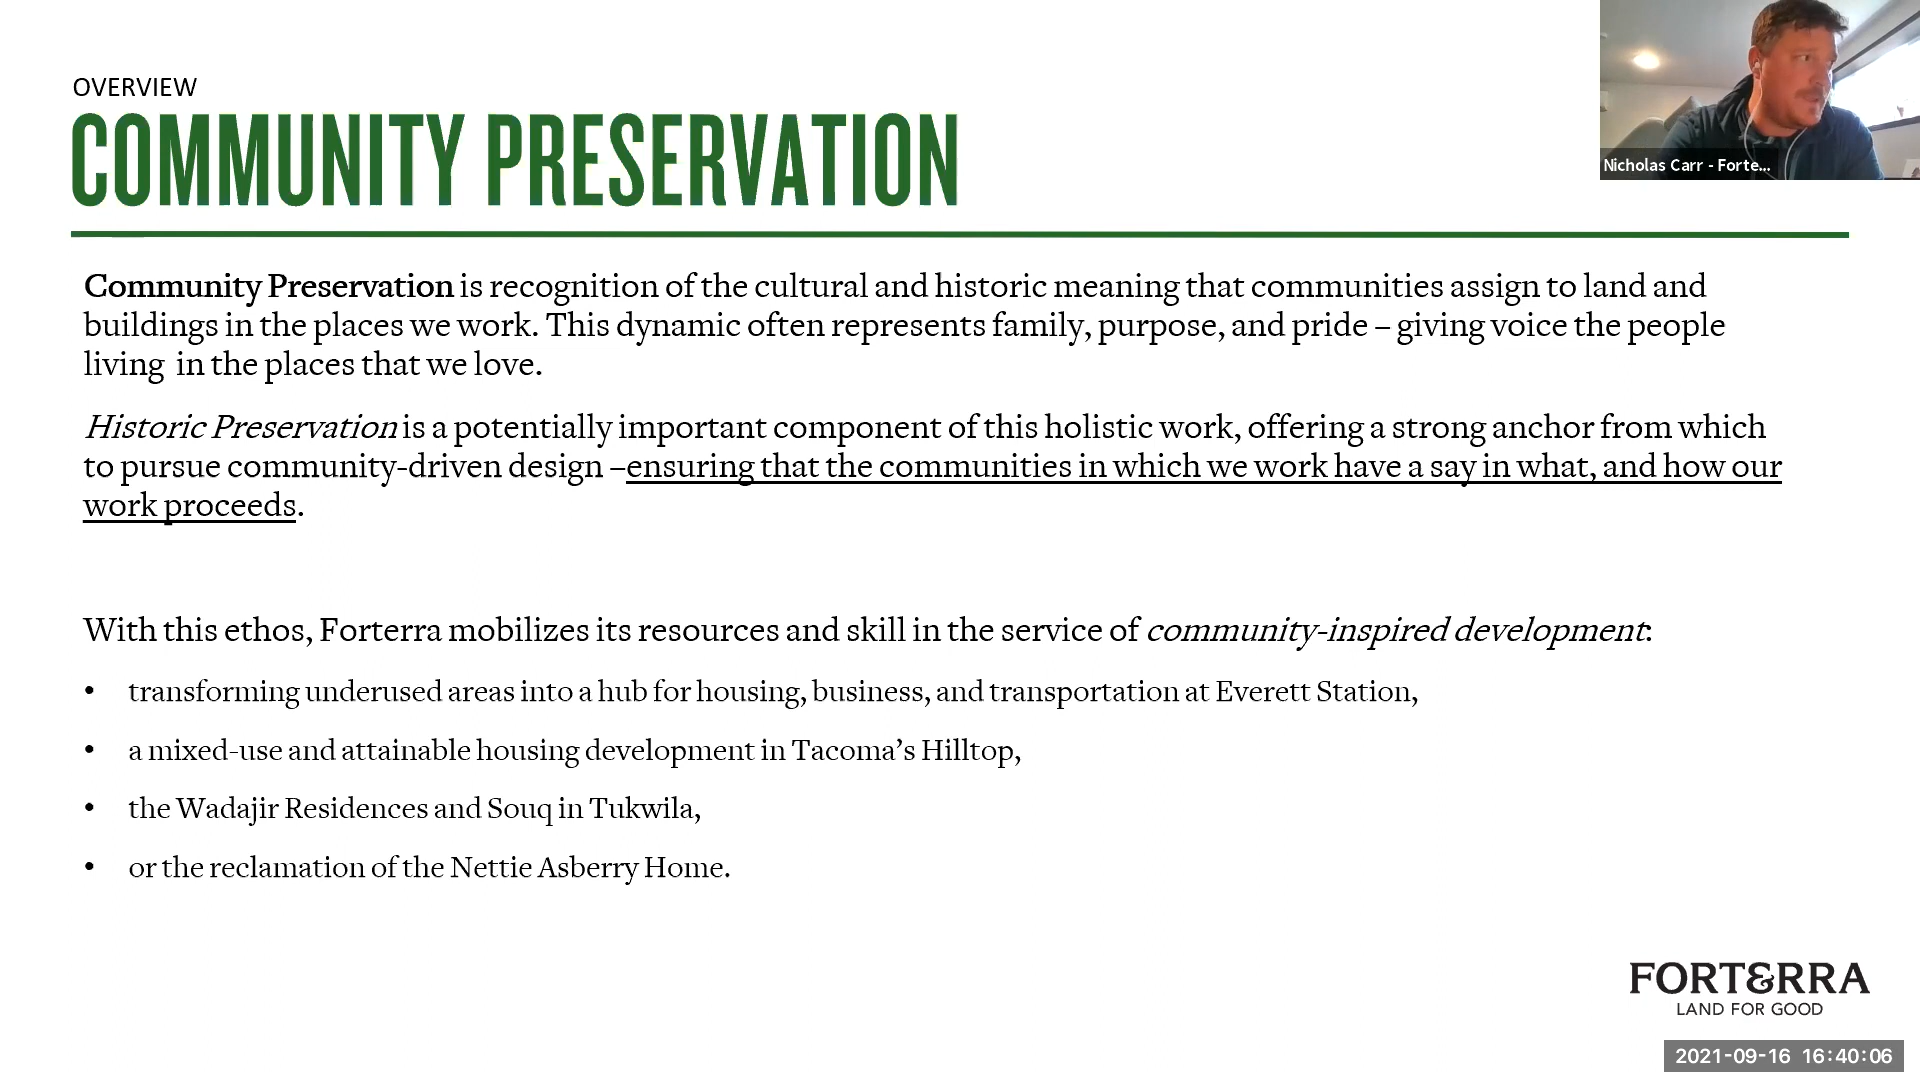 OVERVIEW
COMMUNITY PRESERVATION
Nicholas Carr - Forte...
Community Preservation is recognition of the cultural and historic meaning that communities assign to land and
buildings in the places we work. This dynamic often represents family, purpose, and pride – giving voice the people
living  in the places that we love.
Historic Preservation is a potentially important component of this holistic work, offering a strong anchor from which
to pursue community-driven design –ensuring that the communities in which we work have a say in what, and how our
work proceeds.
With this ethos, Forterra mobilizes its resources and skill in the service of community-inspired development:
• transforming underused areas into a hub for housing, business, and transportation at Everett Station,
• a mixed-use and attainable housing development in Tacoma’s Hilltop,
• the Wadajir Residences and Souq in Tukwila,
• or the reclamation of the Nettie Asberry Home.
FORT&RRA
LAND FOR GOOD
2021-09-16 16:40:06